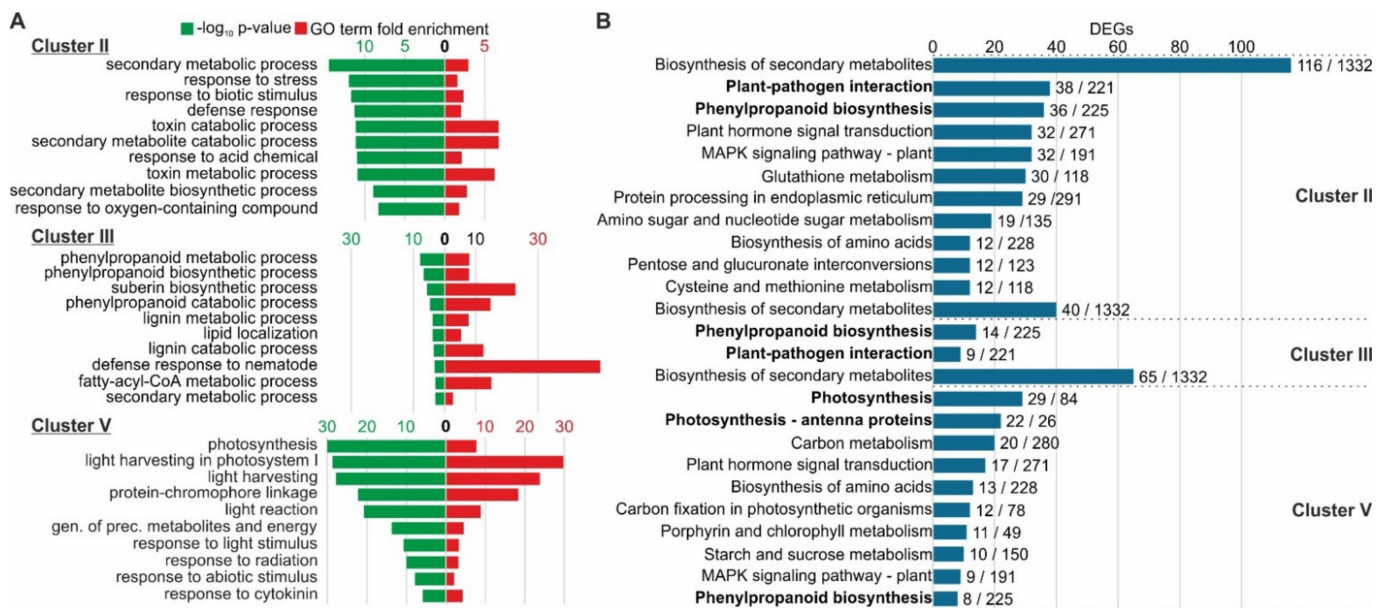 A
-log10 p-value GO term fold enrichment
Cluster II
10 5 0 5
secondary metabolic process
response to stress
response to biotic stimulus
defense response
toxin catabolic process
secondary metabolite catabolic process
response to acid chemical
toxin metabolic process
secondary metabolite biosynthetic process
response to oxygen-containing compound
Cluster III
30 10 0 10 30
phenylpropanoid metabolic process
phenylpropanoid biosynthetic process
suberin biosynthetic process
phenylpropanoid catabolic process
lignin metabolic process
lipid localization
lignin catabolic process
defense response to nematode
fatty-acyl-CoA metabolic process
secondary metabolic process
Cluster V
30 20 10 0 10 20 30
photosynthesis
light harvesting in photosystem I
light harvesting
protein-chromophore linkage
light reaction
gen. of prec. metabolites and energy
response to light stimulus
response to radiation
response to abiotic stimulus
response to cytokinin
B
DEGs
0 20 40 60 80 100
Biosynthesis of secondary metabolites 116 / 1332
Plant-pathogen interaction 38 / 221
Phenylpropanoid biosynthesis 36 / 225
Plant hormone signal transduction 32 / 271
MAPK signaling pathway - plant 32 / 191
Glutathione metabolism 30 / 118
Protein processing in endoplasmic reticulum 29 /291
Cluster II
Amino sugar and nucleotide sugar metabolism 19 /135
Biosynthesis of amino acids 12 / 228
Pentose and glucuronate interconversions 12 / 123
Cysteine and methionine metabolism 12 / 118
Biosynthesis of secondary metabolites 40 / 1332
Phenylpropanoid biosynthesis 14 / 225
Plant-pathogen interaction 9 / 221
Cluster III
Biosynthesis of secondary metabolites 65 / 1332
Photosynthesis 29 / 84
Photosynthesis - antenna proteins 22 / 26
Carbon metabolism 20 / 280
Plant hormone signal transduction 17 / 271
Biosynthesis of amino acids 13 / 228
Carbon fixation in photosynthetic organisms 12 / 78
Cluster V
Porphyrin and chlorophyll metabolism 11 / 49
Starch and sucrose metabolism 10 / 150
MAPK signaling pathway - plant 9 / 191
Phenylpropanoid biosynthesis 8 / 225